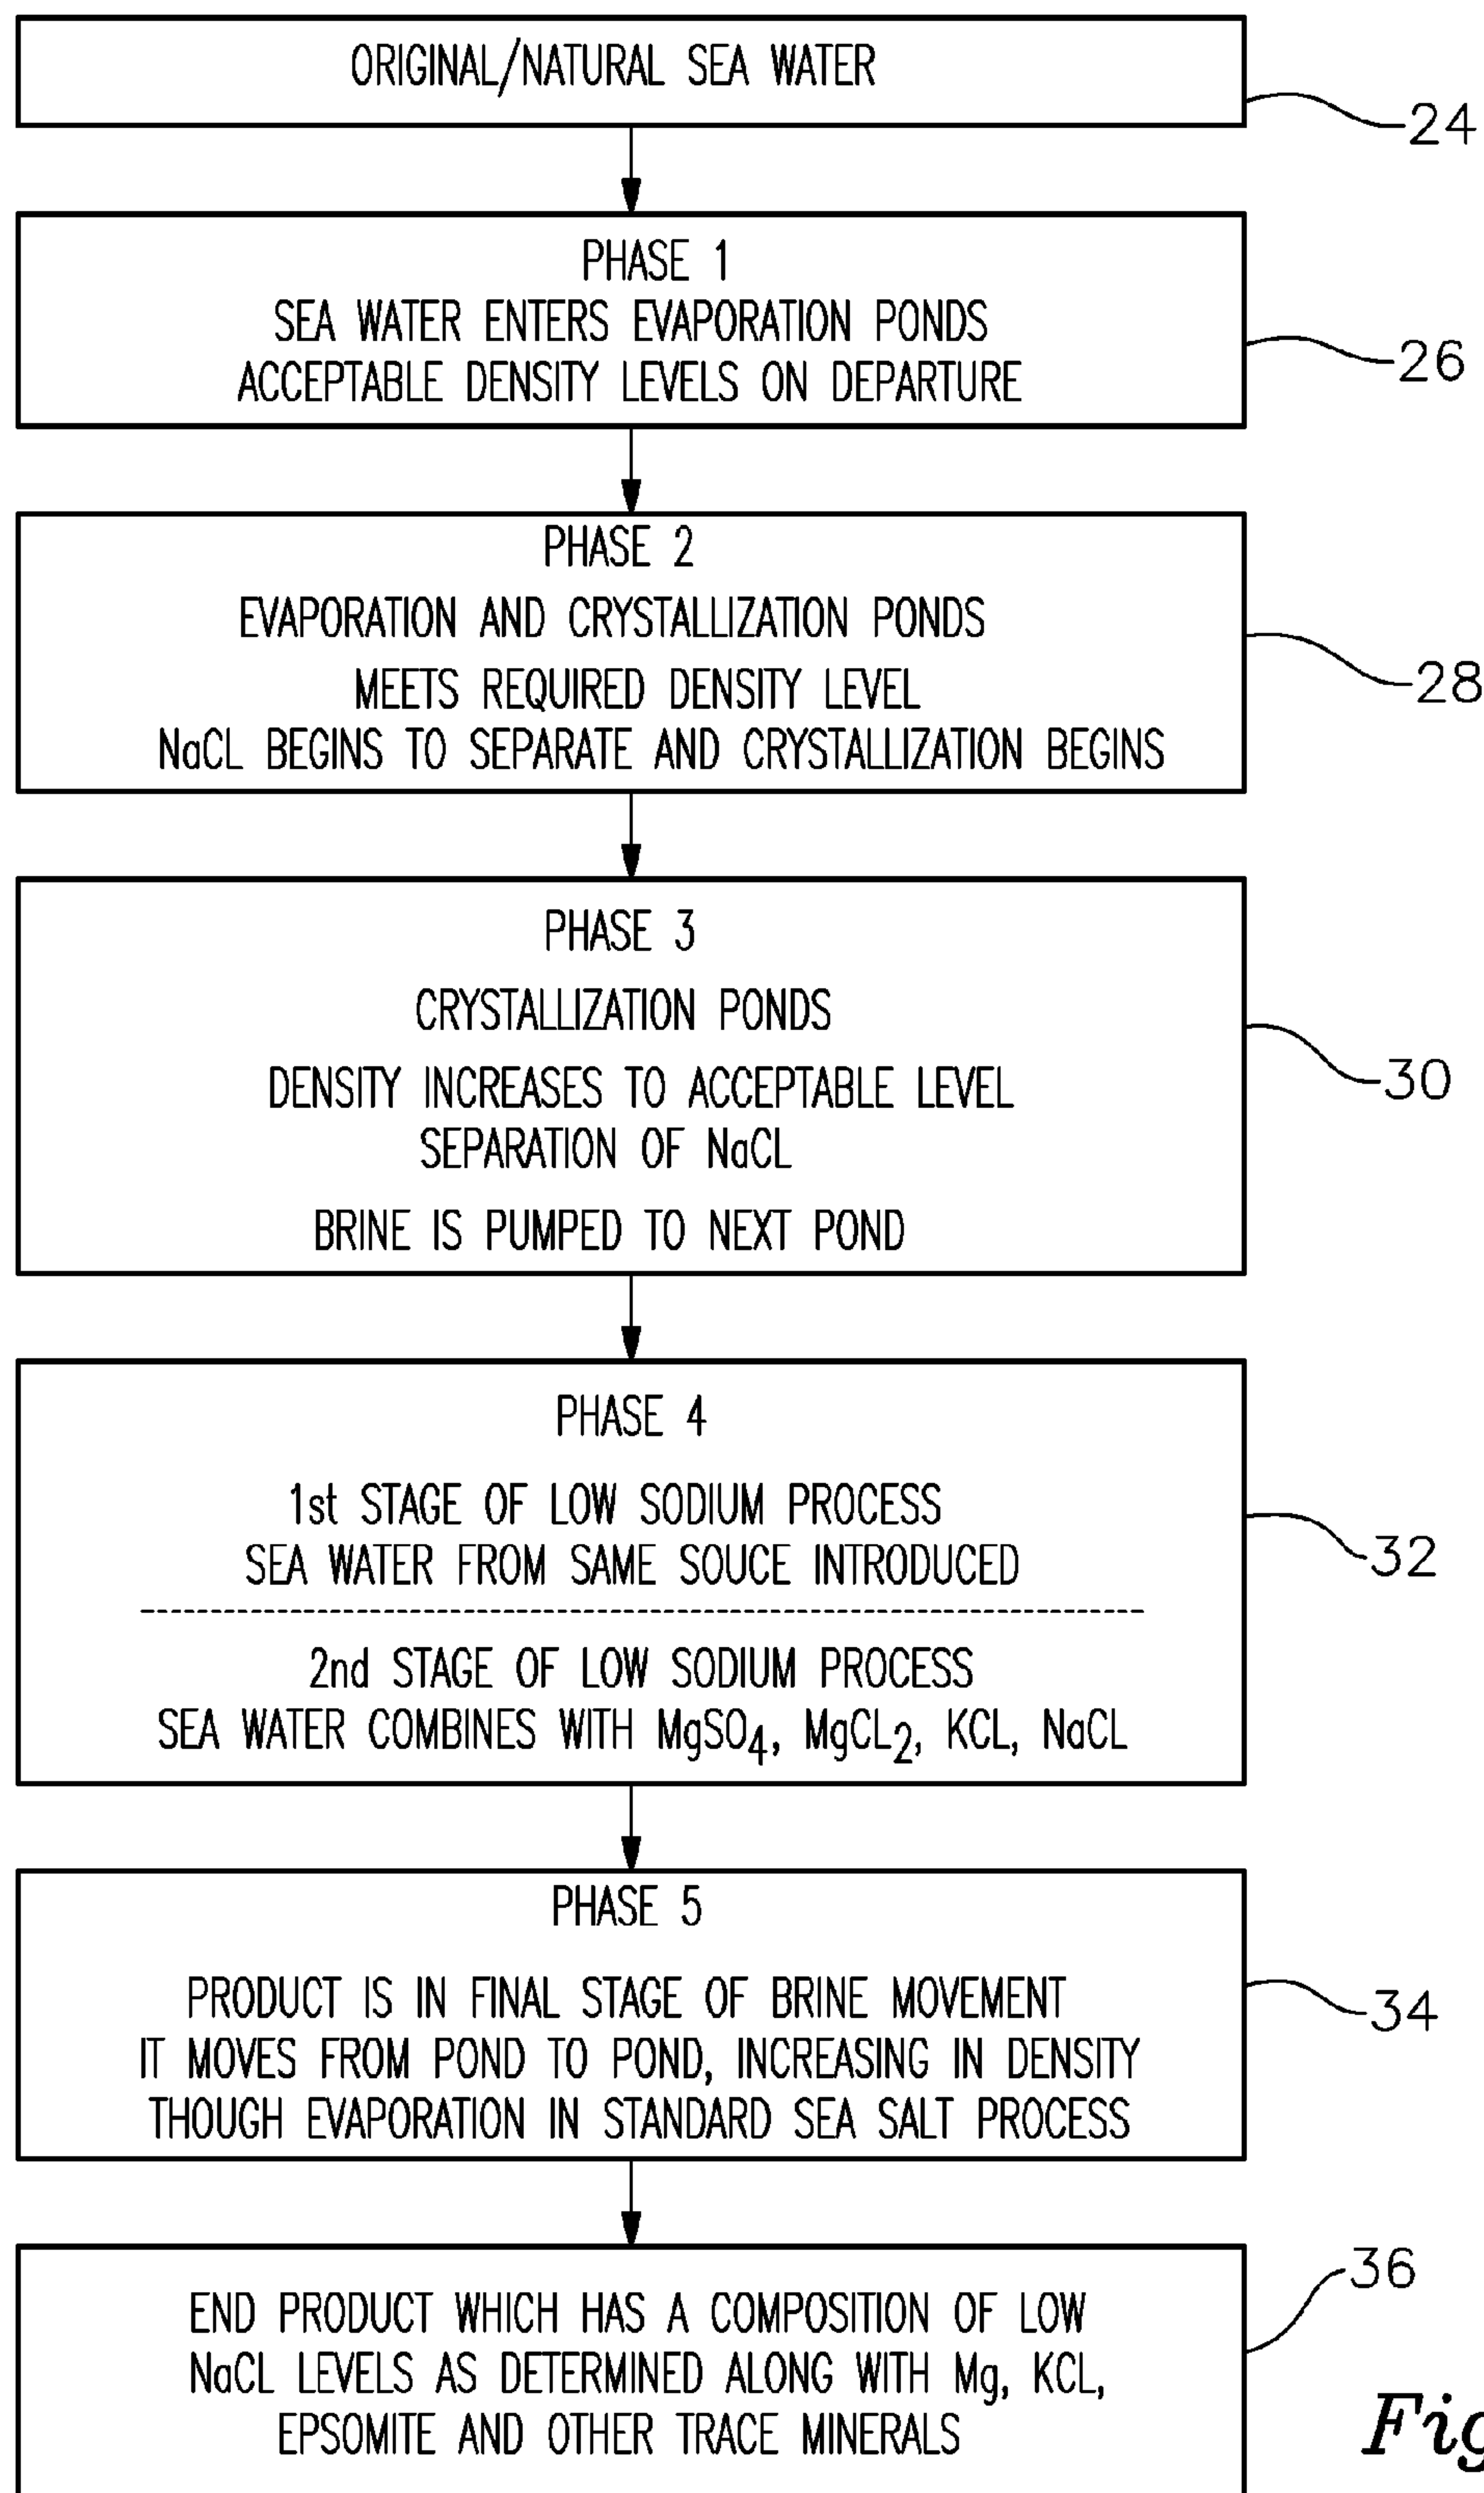 ORIGINAL/NATURAL SEA WATER
24
PHASE 1
SEA WATER ENTERS EVAPORATION PONDS
ACCEPTABLE DENSITY LEVELS ON DEPARTURE
26
PHASE 2
EVAPORATION AND CRYSTALLIZATION PONDS
MEETS REQUIRED DENSITY LEVEL
NaCL BEGINS TO SEPARATE AND CRYSTALLIZATION BEGINS
28
PHASE 3
CRYSTALLIZATION PONDS
DENSITY INCREASES TO ACCEPTABLE LEVEL
SEPARATION OF NaCL
BRINE IS PUMPED TO NEXT POND
30
PHASE 4
1st STAGE OF LOW SODIUM PROCESS
SEA WATER FROM SAME SOUCE INTRODUCED
2nd STAGE OF LOW SODIUM PROCESS
SEA WATER COMBINES WITH MgSO₄, MgCL₂, KCL, NaCL
32
PHASE 5
PRODUCT IS IN FINAL STAGE OF BRINE MOVEMENT
IT MOVES FROM POND TO POND, INCREASING IN DENSITY
THOUGH EVAPORATION IN STANDARD SEA SALT PROCESS
34
END PRODUCT WHICH HAS A COMPOSITION OF LOW
NaCL LEVELS AS DETERMINED ALONG WITH Mg, KCL,
EPSOMITE AND OTHER TRACE MINERALS
36